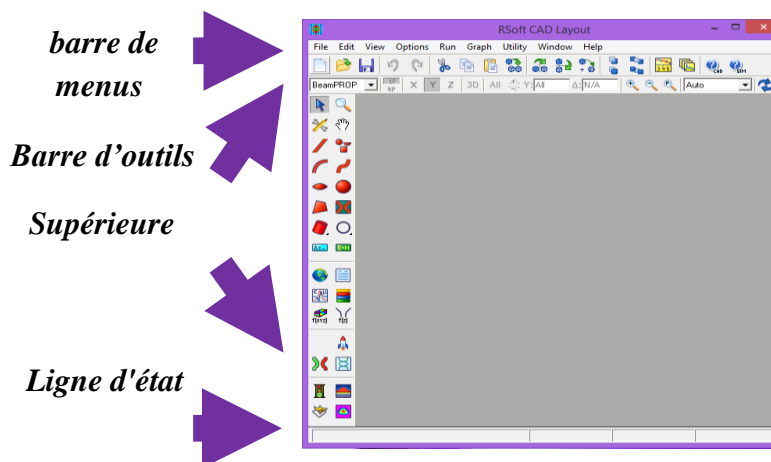 barre de
menus
Barre d'outils
Supérieure
Ligne d'état
RSoft CAD Layout
File Edit View Options Run Graph Utility Window Help
BeamPROP X Y Z 3D All Y: All Δ: N/A Auto